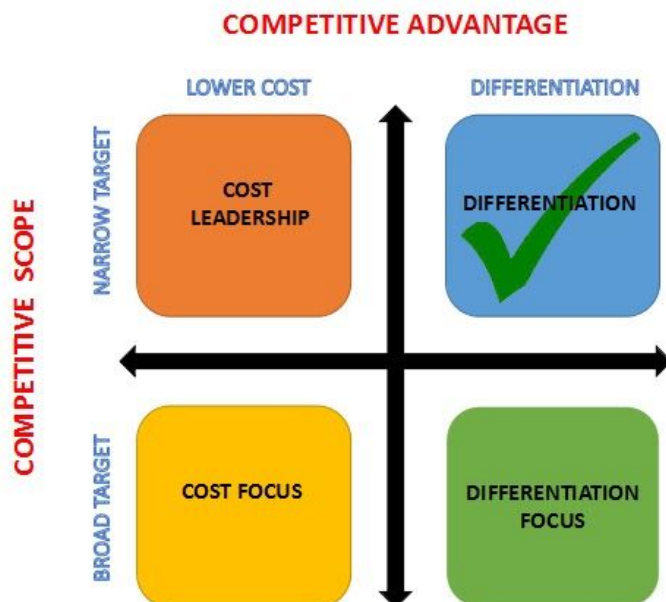 COMPETITIVE ADVANTAGE
LOWER COST
DIFFERENTIATION
COMPETITIVE SCOPE
NARROW TARGET
COST
LEADERSHIP
DIFFERENTIATION
BROAD TARGET
COST FOCUS
DIFFERENTIATION
FOCUS